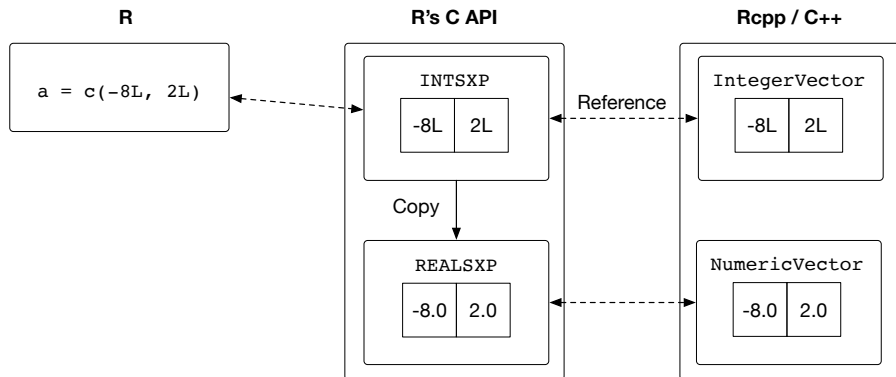 R
R's C API
Rcpp / C++
a = c(-8L, 2L)
INTSXP
-8L 2L
Reference
IntegerVector
-8L 2L
Copy
REALSXP
-8.0 2.0
NumericVector
-8.0 2.0